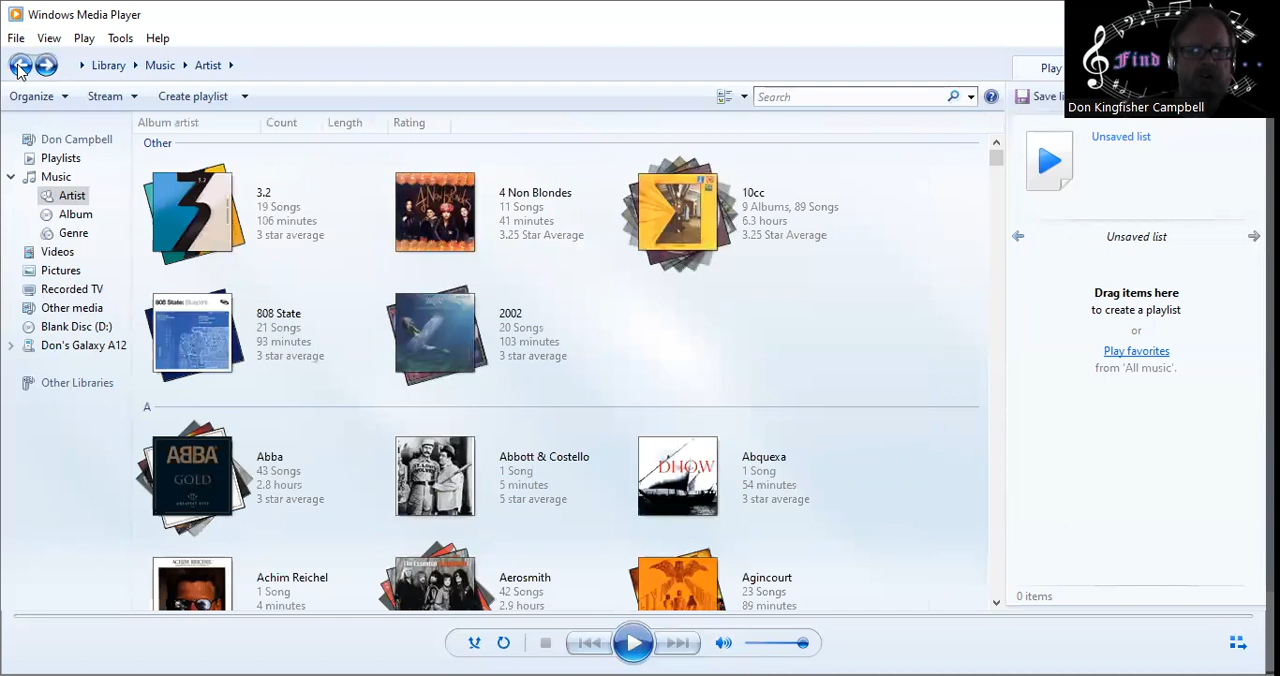 Windows Media Player
File View Play Tools Help
Library Music Artist
Play
Find . .
Don Kingfisher Campbell
Organize Stream Create playlist Search Save li
Album artist Count Length Rating
Don Campbell
Playlists
Music
Artist
Album
Genre
Videos
Pictures
Recorded TV
Other media
Blank Disc (D:)
Don's Galaxy A12
Other Libraries
Other
3.2
19 Songs
106 minutes
3 star average
4 Non Blondes
11 Songs
41 minutes
3.25 Star Average
10cc
9 Albums, 89 Songs
6.3 hours
3.25 Star Average
808 State: Blueprint
808 State
21 Songs
93 minutes
3 star average
2002
20 Songs
103 minutes
3 star average
A
ABBA
GOLD
Abba
43 Songs
2.8 hours
3 star average
Abbott & Costello
1 Song
5 minutes
5 star average
DHOW
Abquexa
1 Song
54 minutes
3 star average
ACHIM REICHEL
Achim Reichel
1 Song
4 minutes
Aerosmith
42 Songs
2.9 hours
Agincourt
23 Songs
89 minutes
Unsaved list
Unsaved list
Drag items here
to create a playlist
or
Play favorites
from 'All music'.
0 items